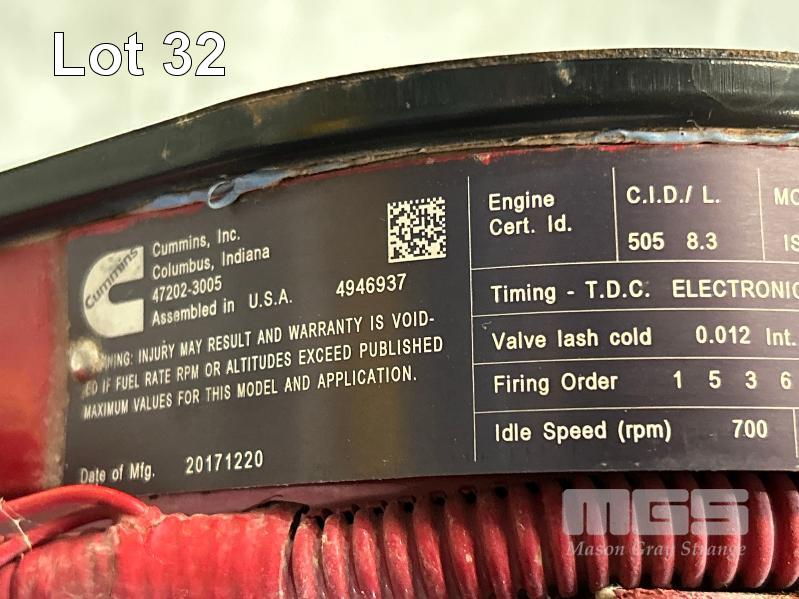 Lot 32
Cummins
Cummins, Inc.
Columbus, Indiana
47202-3005
Assembled in U.S.A. 4946937
INJURY MAY RESULT AND WARRANTY IS VOID-
IF FUEL RATE RPM OR ALTITUDES EXCEED PUBLISHED
MAXIMUM VALUES FOR THIS MODEL AND APPLICATION.
Date of Mfg. 20171220
Engine
Cert. Id.
C.I.D./ L.
505 8.3
MO
IS
Timing - T.D.C. ELECTRONIC
Valve lash cold 0.012 Int.
Firing Order 1 5 3 6
Idle Speed (rpm) 700
MGS
Mason Gray Strange